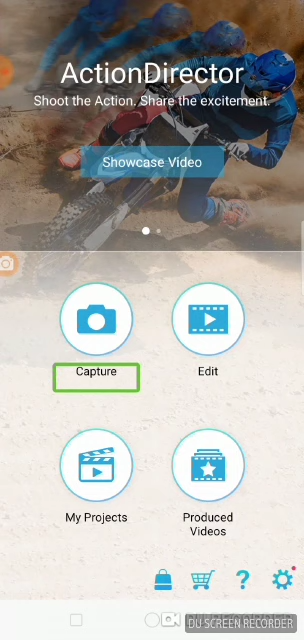 ActionDirector
Shoot the Action. Share the excitement.
Showcase Video
Capture
Edit
My Projects
Produced
Videos
?
DU SCREEN RECORDER